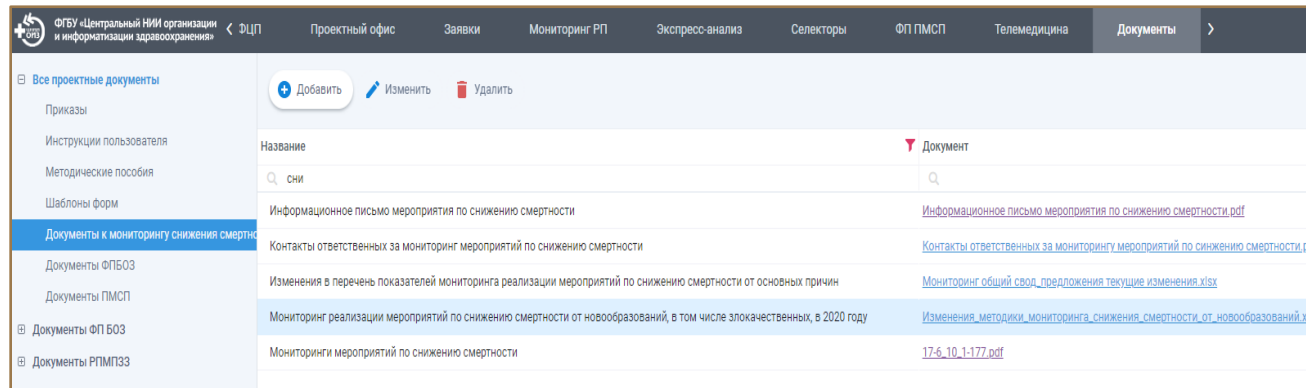 ФГБУ «Центральный НИИ организации
и информатизации здравоохранения»
ФЦП Проектный офис Заявки Мониторинг РП Экспресс-анализ Селекторы ФП ПМСП Телемедицина Документы
Все проектные документы
Приказы
Инструкции пользователя
Методические пособия
Шаблоны форм
Документы к мониторингу снижения смертно
Документы ФПБОЗ
Документы ПМСП
Документы ФП БОЗ
Документы РПМПЗЗ
Добавить Изменить Удалить
Название Документ
сни
Информационное письмо мероприятия по снижению смертности Информационное письмо мероприятия по снижению смертности.pdf
Контакты ответственных за мониторинг мероприятий по снижению смертности Контакты ответственных за мониторингу мероприятий по синжению смертности.p
Изменения в перечень показателей мониторинга реализации мероприятий по снижению смертности от основных причин Мониторинг общий свод_предложения текущие изменения.xlsx
Мониторинг реализации мероприятий по снижению смертности от новообразований, в том числе злокачественных, в 2020 году Изменения_методики_мониторинга_снижения_смертности_от_новообразований.x
Мониторинги мероприятий по снижению смертности 17-6_10_1-177.pdf